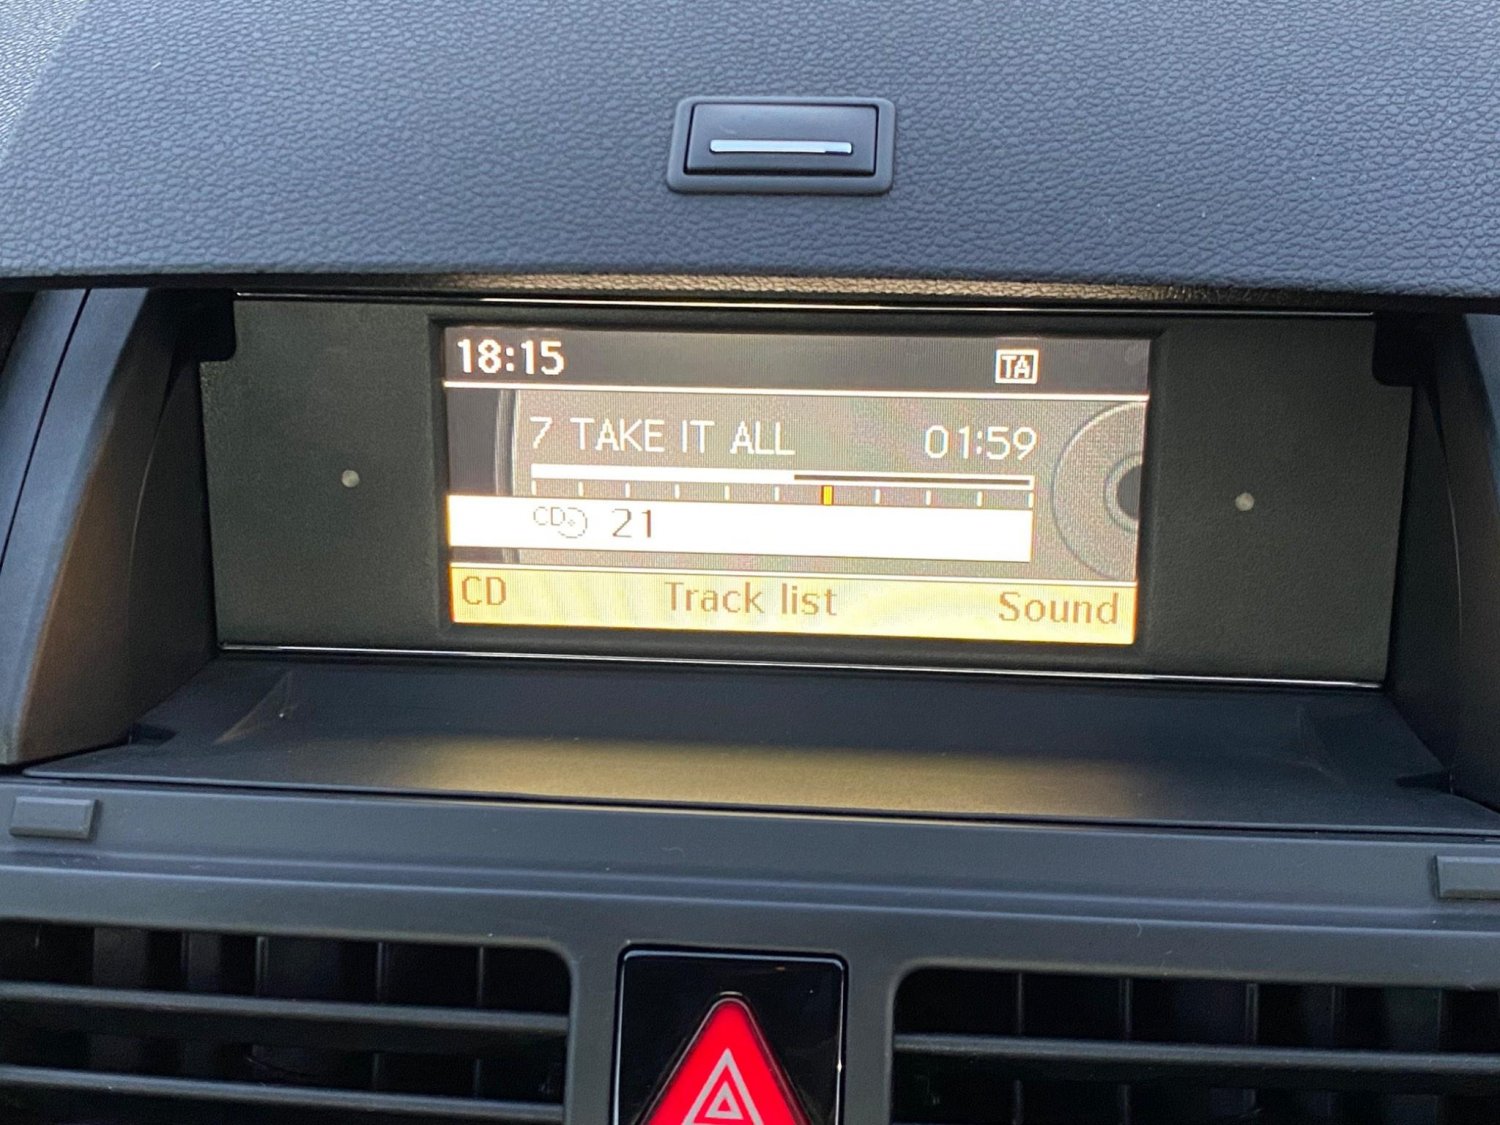 18:15 TA
7 TAKE IT ALL 01:59
CD 21
CD Track list Sound